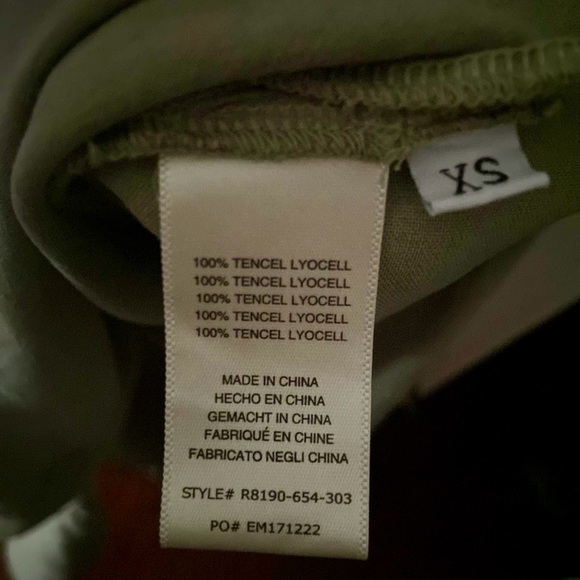 XS
100% TENCEL LYOCELL
100% TENCEL LYOCELL
100% TENCEL LYOCELL
100% TENCEL LYOCELL
100% TENCEL LYOCELL
MADE IN CHINA
HECHO EN CHINA
GEMACHT IN CHINA
FABRIQUÉ EN CHINE
FABRICATO NEGLI CHINA
STYLE# R8190-654-303
PO# EM171222